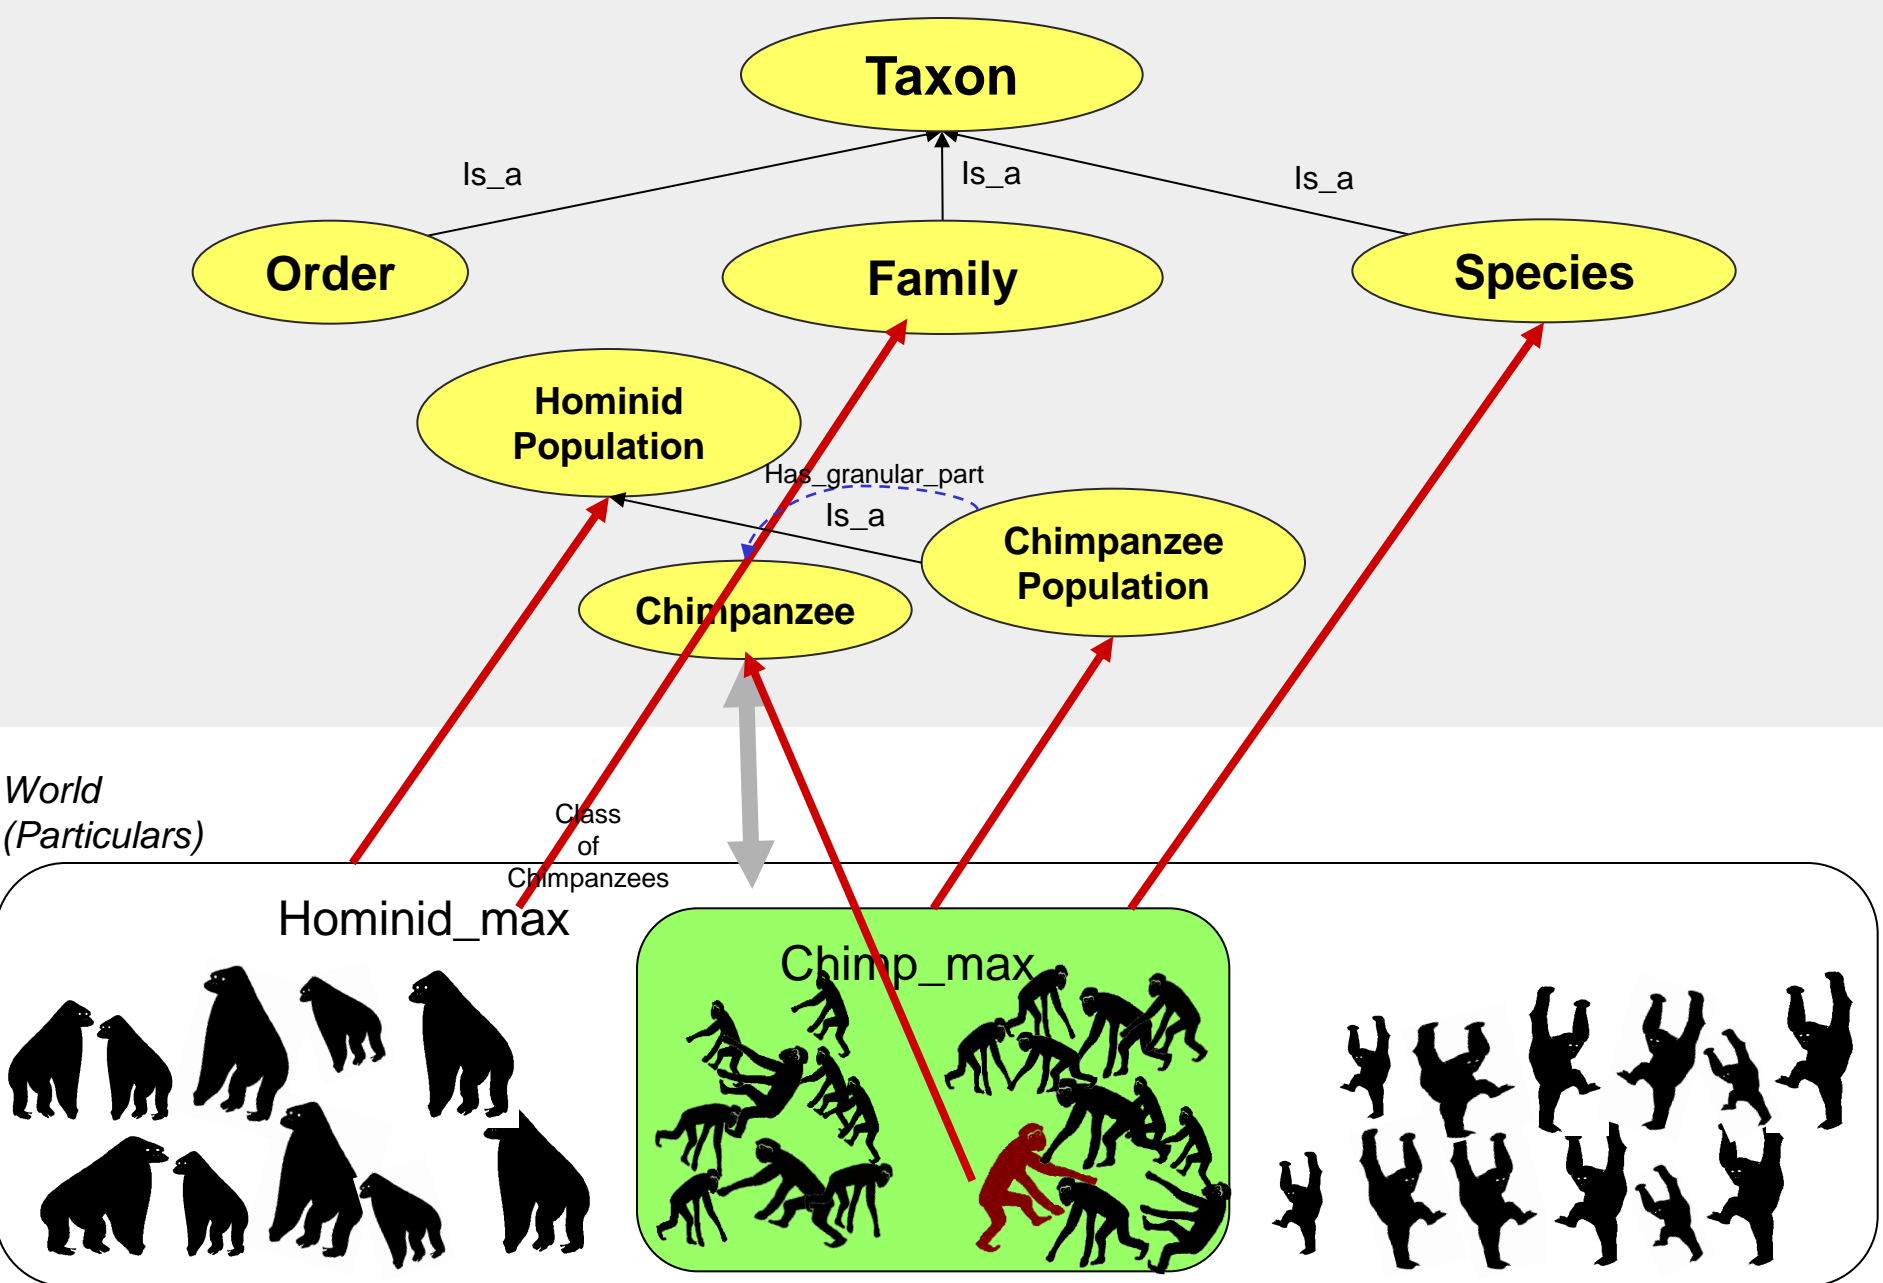 Taxon
Is_a
Is_a
Is_a
Order
Family
Species
Hominid
Population
Has_granular_part
Is_a
Chimpanzee
Population
Chimpanzee
World
(Particulars)
Class
of
Chimpanzees
Hominid_max
Chimp_max